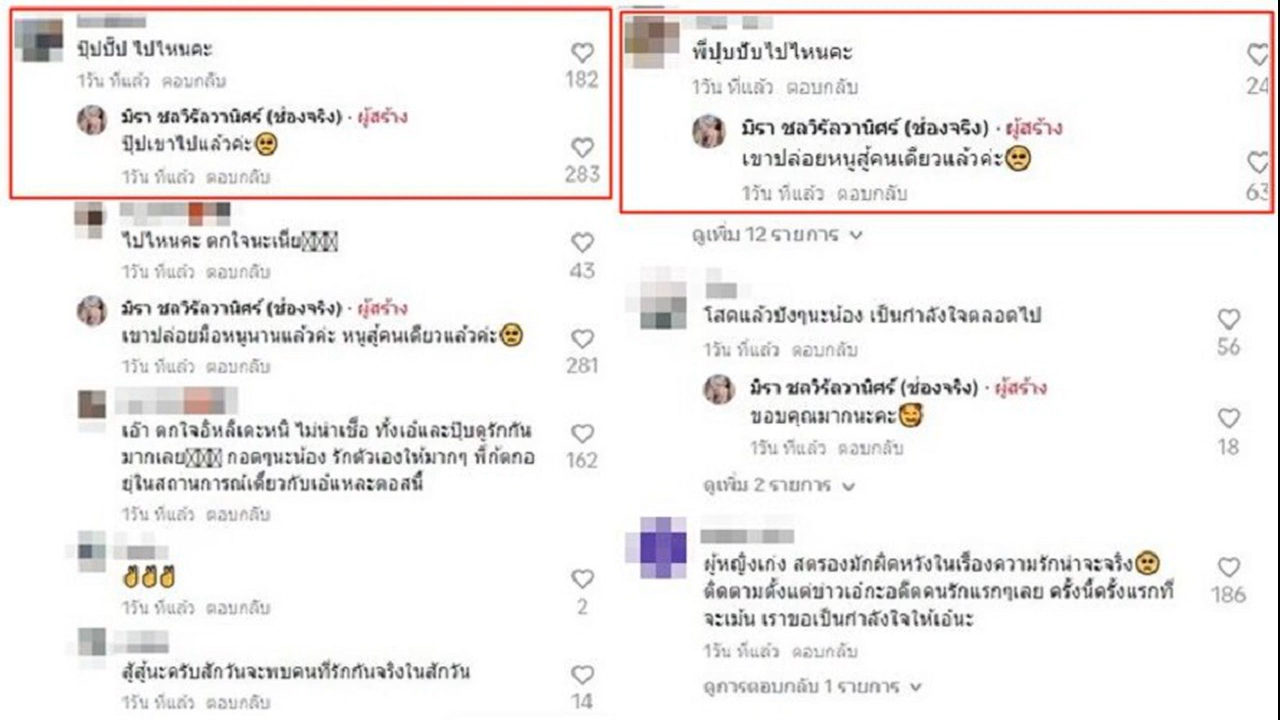 ปุ๊ปปั๊ป ไปไหนคะ
182
1วัน ที่แล้ว ตอบกลับ
มิรา ชลวิรัลวานิศร์ (ช่องจริง) · ผู้สร้าง
ปุ๊ปเขาไปแล้วค่ะ🥺
283
1วัน ที่แล้ว ตอบกลับ
ไปไหนคะ ตกใจนะเนี่ย
43
1วัน ที่แล้ว ตอบกลับ
มิรา ชลวิรัลวานิศร์ (ช่องจริง) · ผู้สร้าง
เขาปล่อยมือหนูนานแล้วค่ะ หนูสู้คนเดียวแล้วค่ะ🥺
281
1วัน ที่แล้ว ตอบกลับ
เอ้า ตกใจอิหลีเดะหนิ ไม่น่าเชื่อ ทั้งเอ๋และปุ๊บดูรักกัน
มากเลย กอดๆนะน้อง รักตัวเองให้มากๆ พี่ก้ตกอ
162
ยุ่ในสถานการณ์เดี๊ยวกับเอ๋แหละตอสนี้
1วัน ที่แล้ว ตอบกลับ
✌✌✌
2
1วัน ที่แล้ว ตอบกลับ
สู้สู้นะครับสักวันจะพบคนที่รักกันจริงในสักวัน
14
1วัน ที่แล้ว ตอบกลับ
พี่ปุ๊บปั๊บไปไหนคะ
24
1วัน ที่แล้ว ตอบกลับ
มิรา ชลวิรัลวานิศร์ (ช่องจริง) · ผู้สร้าง
เขาปล่อยหนูสู้คนเดียวแล้วค่ะ🥺
63
1วัน ที่แล้ว ตอบกลับ
ดูเพิ่ม 12 รายการ
โสดแล้วปังๆนะน้อง เป็นกำลังใจตลอดไป
56
1วัน ที่แล้ว ตอบกลับ
มิรา ชลวิรัลวานิศร์ (ช่องจริง) · ผู้สร้าง
ขอบคุณมากนะคะ🥰
18
1วัน ที่แล้ว ตอบกลับ
ดูเพิ่ม 2 รายการ
ผู้หญิงเก่ง สตรองมักผิดหวังในเรื่องความรักน่าจะจริง🥺
ติดตามตั้งแต่ข่าวเอ๋กะอดีตคนรักแรกๆเลย ครั้งนี้ครั้งแรกที่
186
จะเม้น เราขอเป็นกำลังใจให้เอ๋นะ
1วัน ที่แล้ว ตอบกลับ
ดูการตอบกลับ 1 รายการ